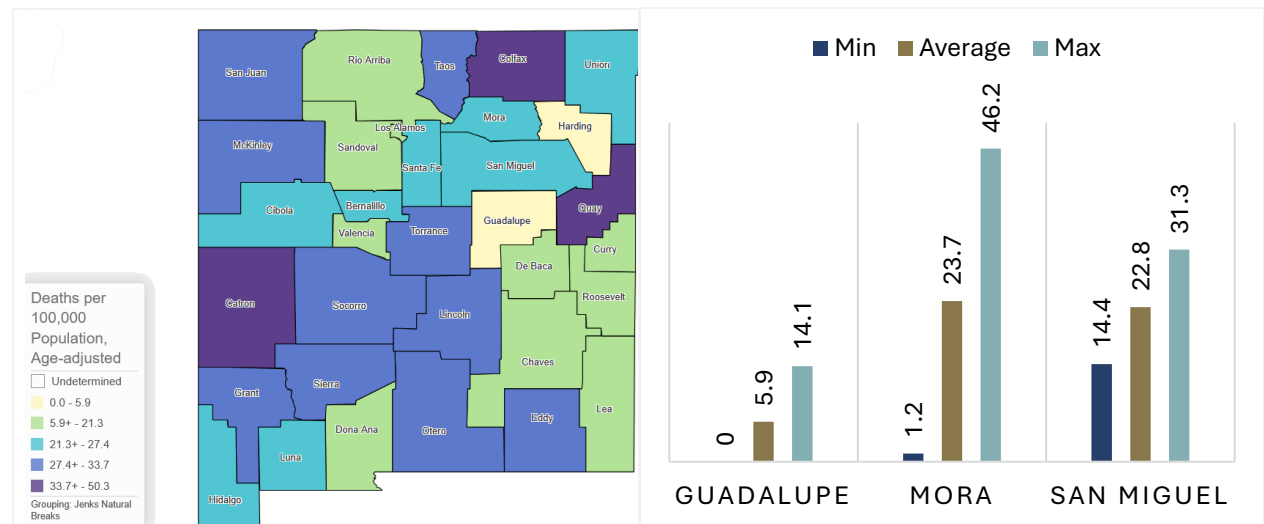 San Juan
Rio Arriba
Taos
Colfax
Union
Mora
Harding
Los Alamos
McKinley
Sandoval
Santa Fe
San Miguel
Cibola
Bernalillo
Quay
Guadalupe
Valencia
Torrance
Curry
De Baca
Catron
Socorro
Roosevelt
Lincoln
Chaves
Sierra
Grant
Lea
Eddy
Dona Ana
Otero
Luna
Hidalgo
Deaths per
100,000
Population,
Age-adjusted
Undetermined
0.0 - 5.9
5.9+ - 21.3
21.3+ - 27.4
27.4+ - 33.7
33.7+ - 50.3
Grouping: Jenks Natural
Breaks
Min Average Max
0
5.9
14.1
1.2
23.7
46.2
14.4
22.8
31.3
GUADALUPE MORA SAN MIGUEL